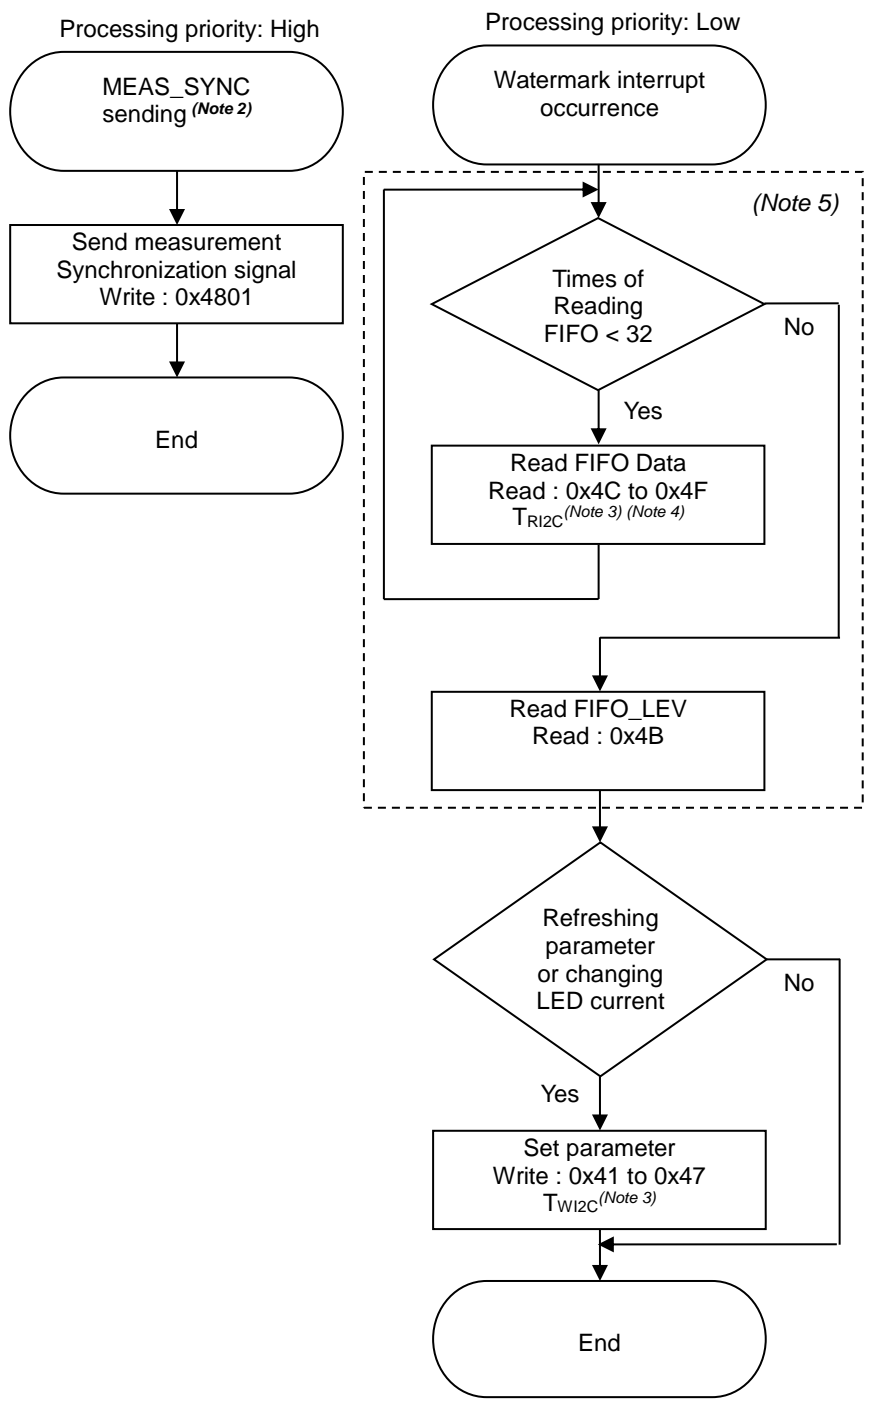 Processing priority: High
MEAS_SYNC
sending (Note 2)
Send measurement
Synchronization signal
Write : 0x4801
End
Processing priority: Low
Watermark interrupt
occurrence
(Note 5)
Times of
Reading
FIFO < 32
No
Yes
Read FIFO Data
Read : 0x4C to 0x4F
TRI2C(Note 3) (Note 4)
Read FIFO_LEV
Read : 0x4B
Refreshing
parameter
or changing
LED current
No
Yes
Set parameter
Write : 0x41 to 0x47
TWI2C(Note 3)
End